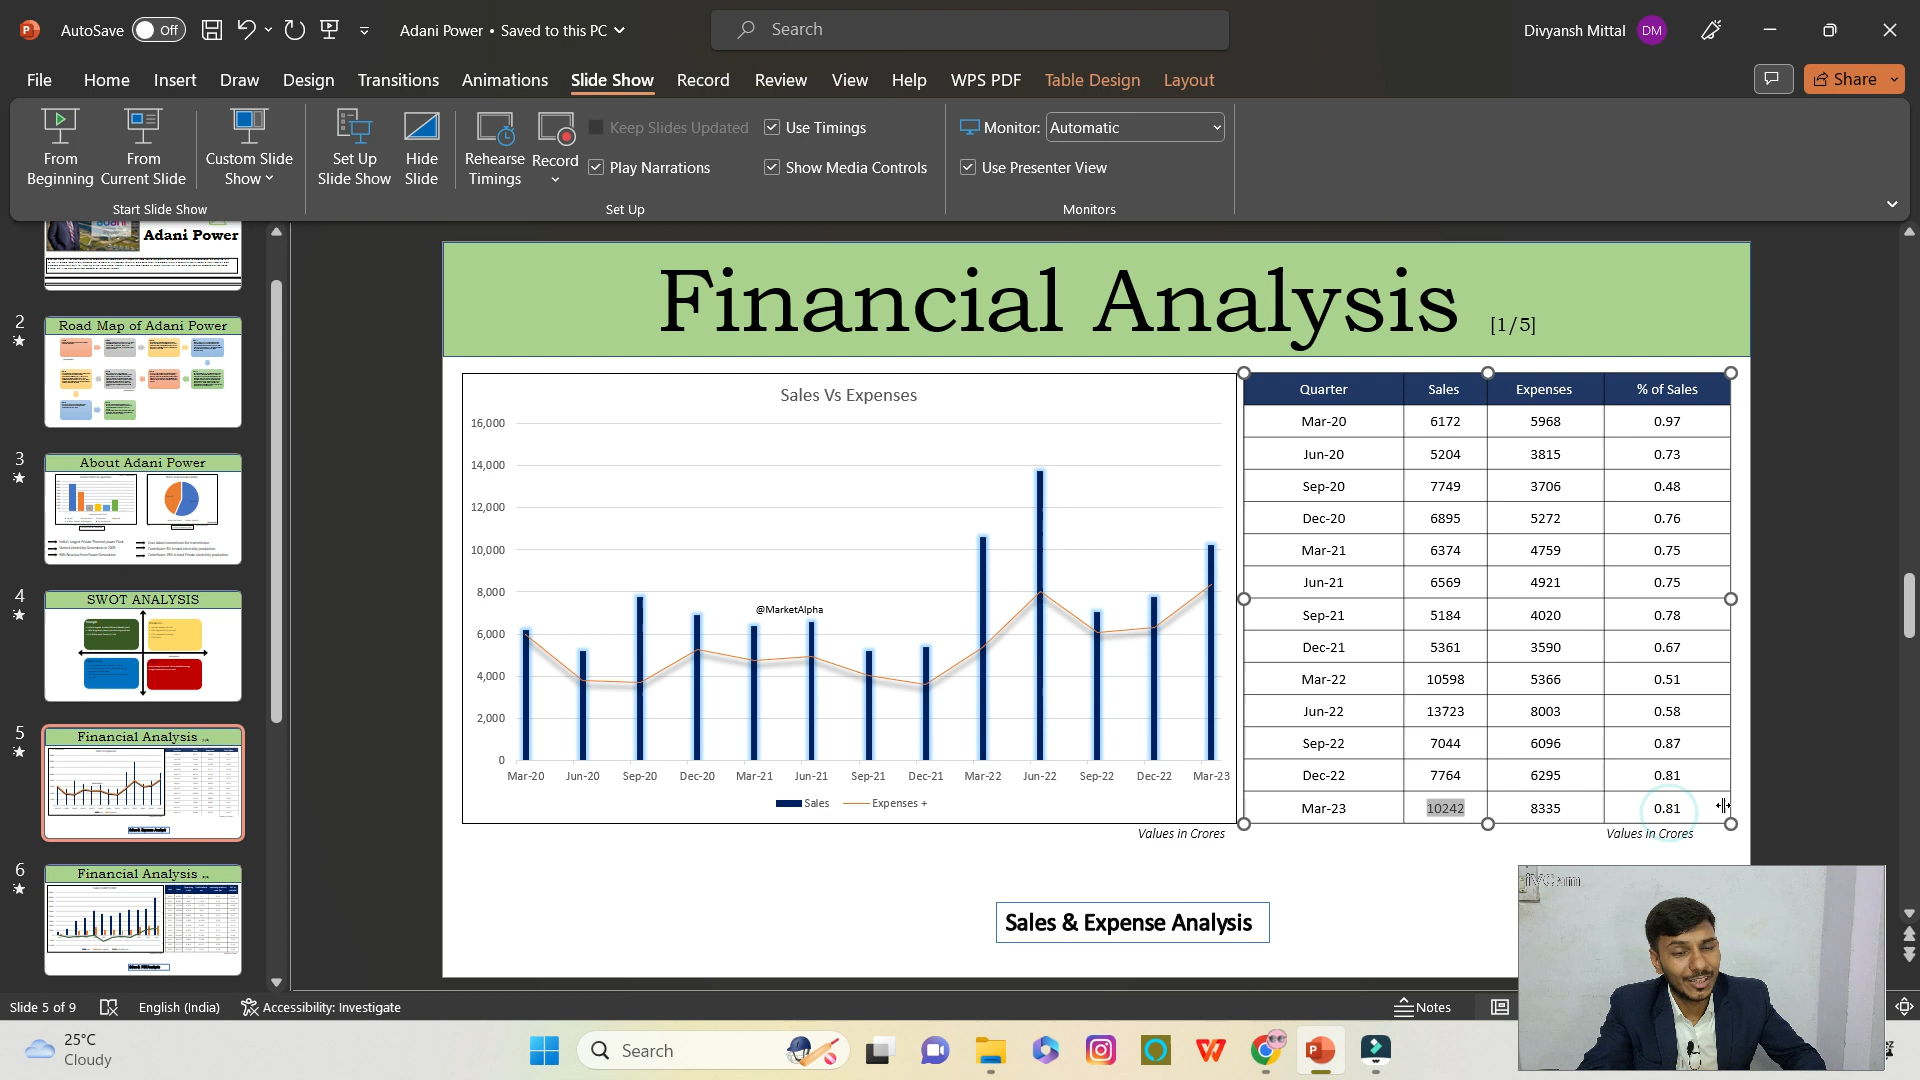 AutoSave Off Adani Power • Saved to this PC Search Divyansh Mittal DM
File Home Insert Draw Design Transitions Animations Slide Show Record Review View Help WPS PDF Table Design Layout Share
From Beginning
From Current Slide
Custom Slide Show
Set Up Slide Show
Hide Slide
Rehearse Timings
Record
Keep Slides Updated
Use Timings
Play Narrations
Show Media Controls
Monitor: Automatic
Use Presenter View
Start Slide Show
Set Up
Monitors
Adani Power
2
Road Map of Adani Power
3
About Adani Power
4
SWOT ANALYSIS
5
Financial Analysis
6
Financial Analysis
Financial Analysis [1/5]
Sales Vs Expenses
16,000
14,000
12,000
10,000
8,000
6,000
4,000
2,000
0
@MarketAlpha
Mar-20 Jun-20 Sep-20 Dec-20 Mar-21 Jun-21 Sep-21 Dec-21 Mar-22 Jun-22 Sep-22 Dec-22 Mar-23
Sales Expenses +
Values in Crores
Quarter Sales Expenses % of Sales
Mar-20 6172 5968 0.97
Jun-20 5204 3815 0.73
Sep-20 7749 3706 0.48
Dec-20 6895 5272 0.76
Mar-21 6374 4759 0.75
Jun-21 6569 4921 0.75
Sep-21 5184 4020 0.78
Dec-21 5361 3590 0.67
Mar-22 10598 5366 0.51
Jun-22 13723 8003 0.58
Sep-22 7044 6096 0.87
Dec-22 7764 6295 0.81
Mar-23 10242 8335 0.81
Values in Crores
Sales & Expense Analysis
iVCam
Slide 5 of 9 English (India) Accessibility: Investigate Notes
25°C
Cloudy
Search